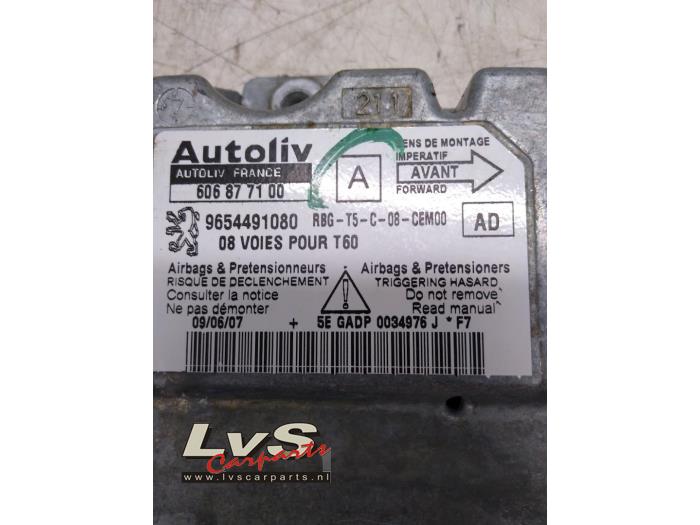 211
Autoliv
AUTOLIV FRANCE
606 87 71 00
A
ENS DE MONTAGE
IMPERATIF
AVANT
FORWARD
9654491080 RBG-T5-C-08-CEM00
08 VOIES POUR T60
AD
Airbags & Pretensionneurs
RISQUE DE DECLENCHEMENT
Consulter la notice
Ne pas démonter
Airbags & Pretensioners
TRIGGERING HASARD
Do not remove
Read manual
09/06/07 + 5E GADP 0034976 J *F7
LvS
Carparts
www.lvscarparts.nl